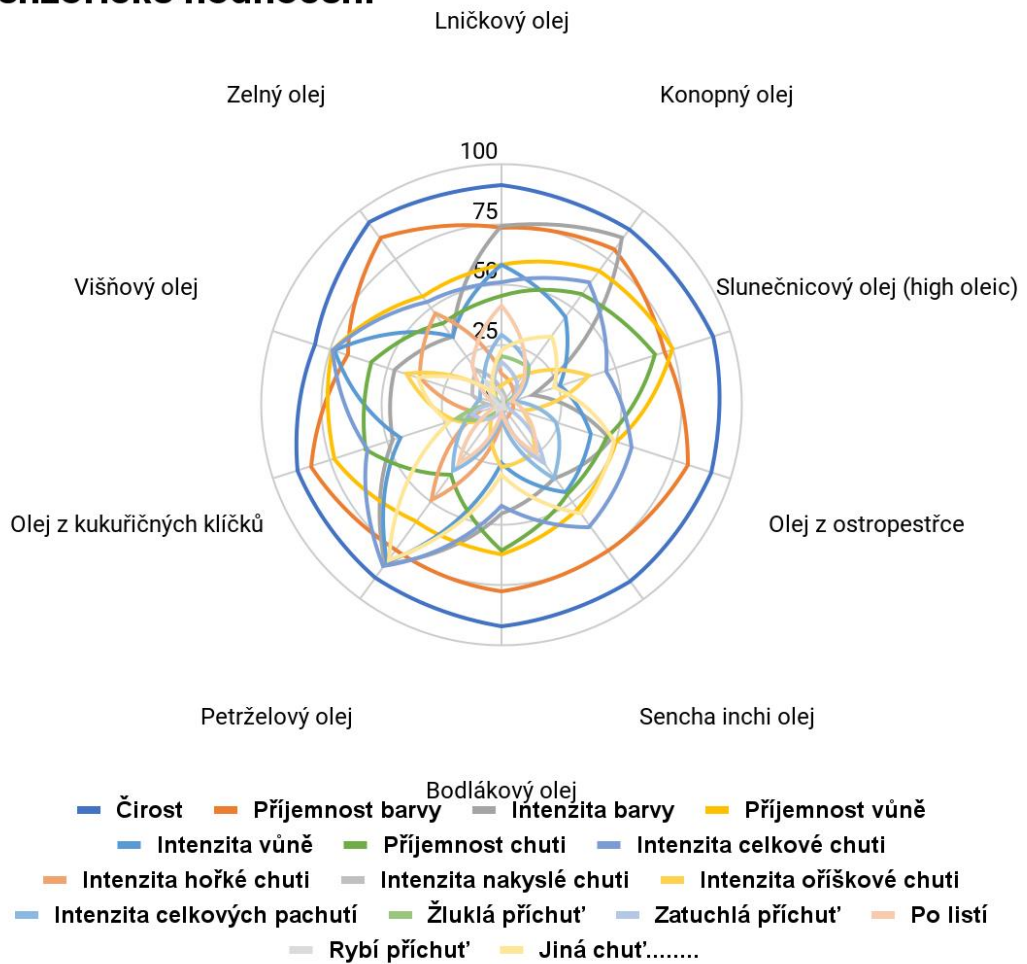 Lničkový olej
Zelný olej
Konopný olej
100
75
50
25
Višňový olej
Slunečnicový olej (high oleic)
Olej z kukuřičných klíčků
Olej z ostropestřce
Petrželový olej
Sencha inchi olej
Bodlákový olej
Čirost Příjemnost barvy Intenzita barvy Příjemnost vůně
Intenzita vůně Příjemnost chuti Intenzita celkové chuti
Intenzita hořké chuti Intenzita nakyslé chuti Intenzita oříškové chuti
Intenzita celkových pachutí Žluklá příchuť Zatuchlá příchuť Po listí
Rybí příchuť Jiná chuť........